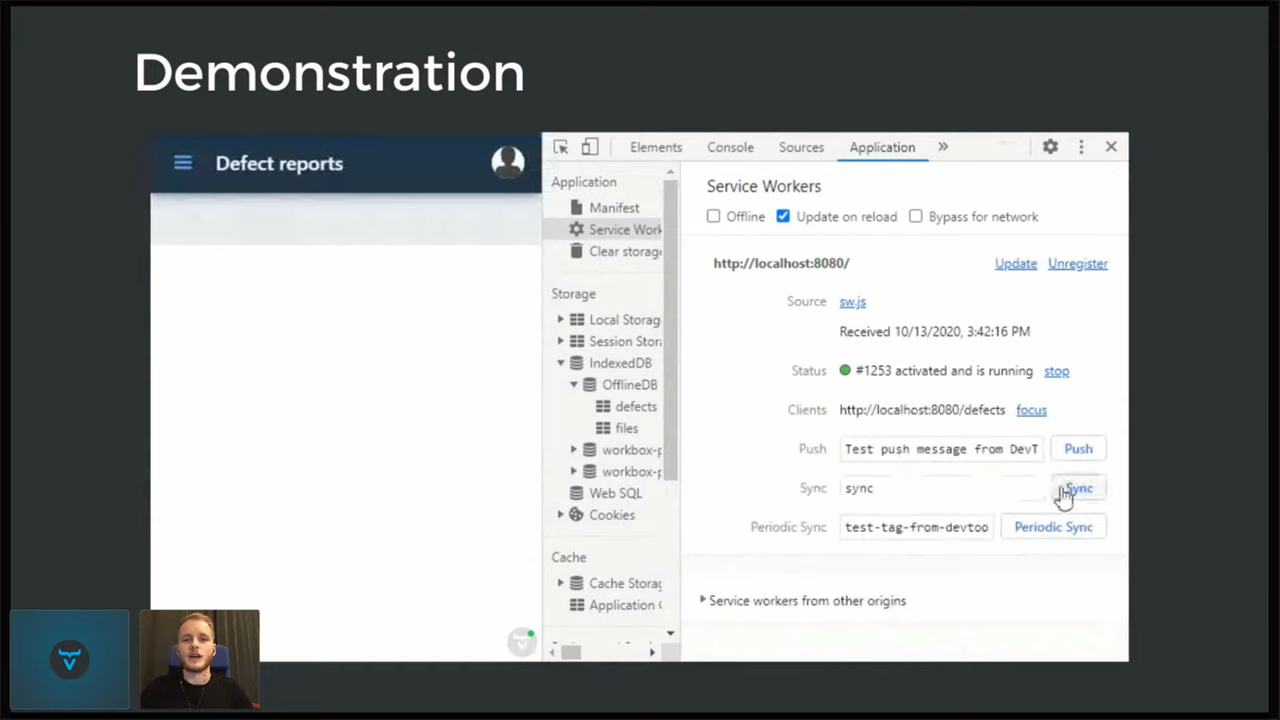 Demonstration
Defect reports
Elements Console Sources Application »
Application
Manifest
Service Work
Clear storage
Storage
Local Storag
Session Stor
IndexedDB
OfflineDB
defects
files
workbox-p
workbox-p
Web SQL
Cookies
Cache
Cache Storag
Application C
Service Workers
Offline Update on reload Bypass for network
http://localhost:8080/ Update Unregister
Source sw.js
Received 10/13/2020, 3:42:16 PM
Status #1253 activated and is running stop
Clients http://localhost:8080/defects focus
Push Test push message from DevT Push
Sync sync Sync
Periodic Sync test-tag-from-devtoo Periodic Sync
Service workers from other origins